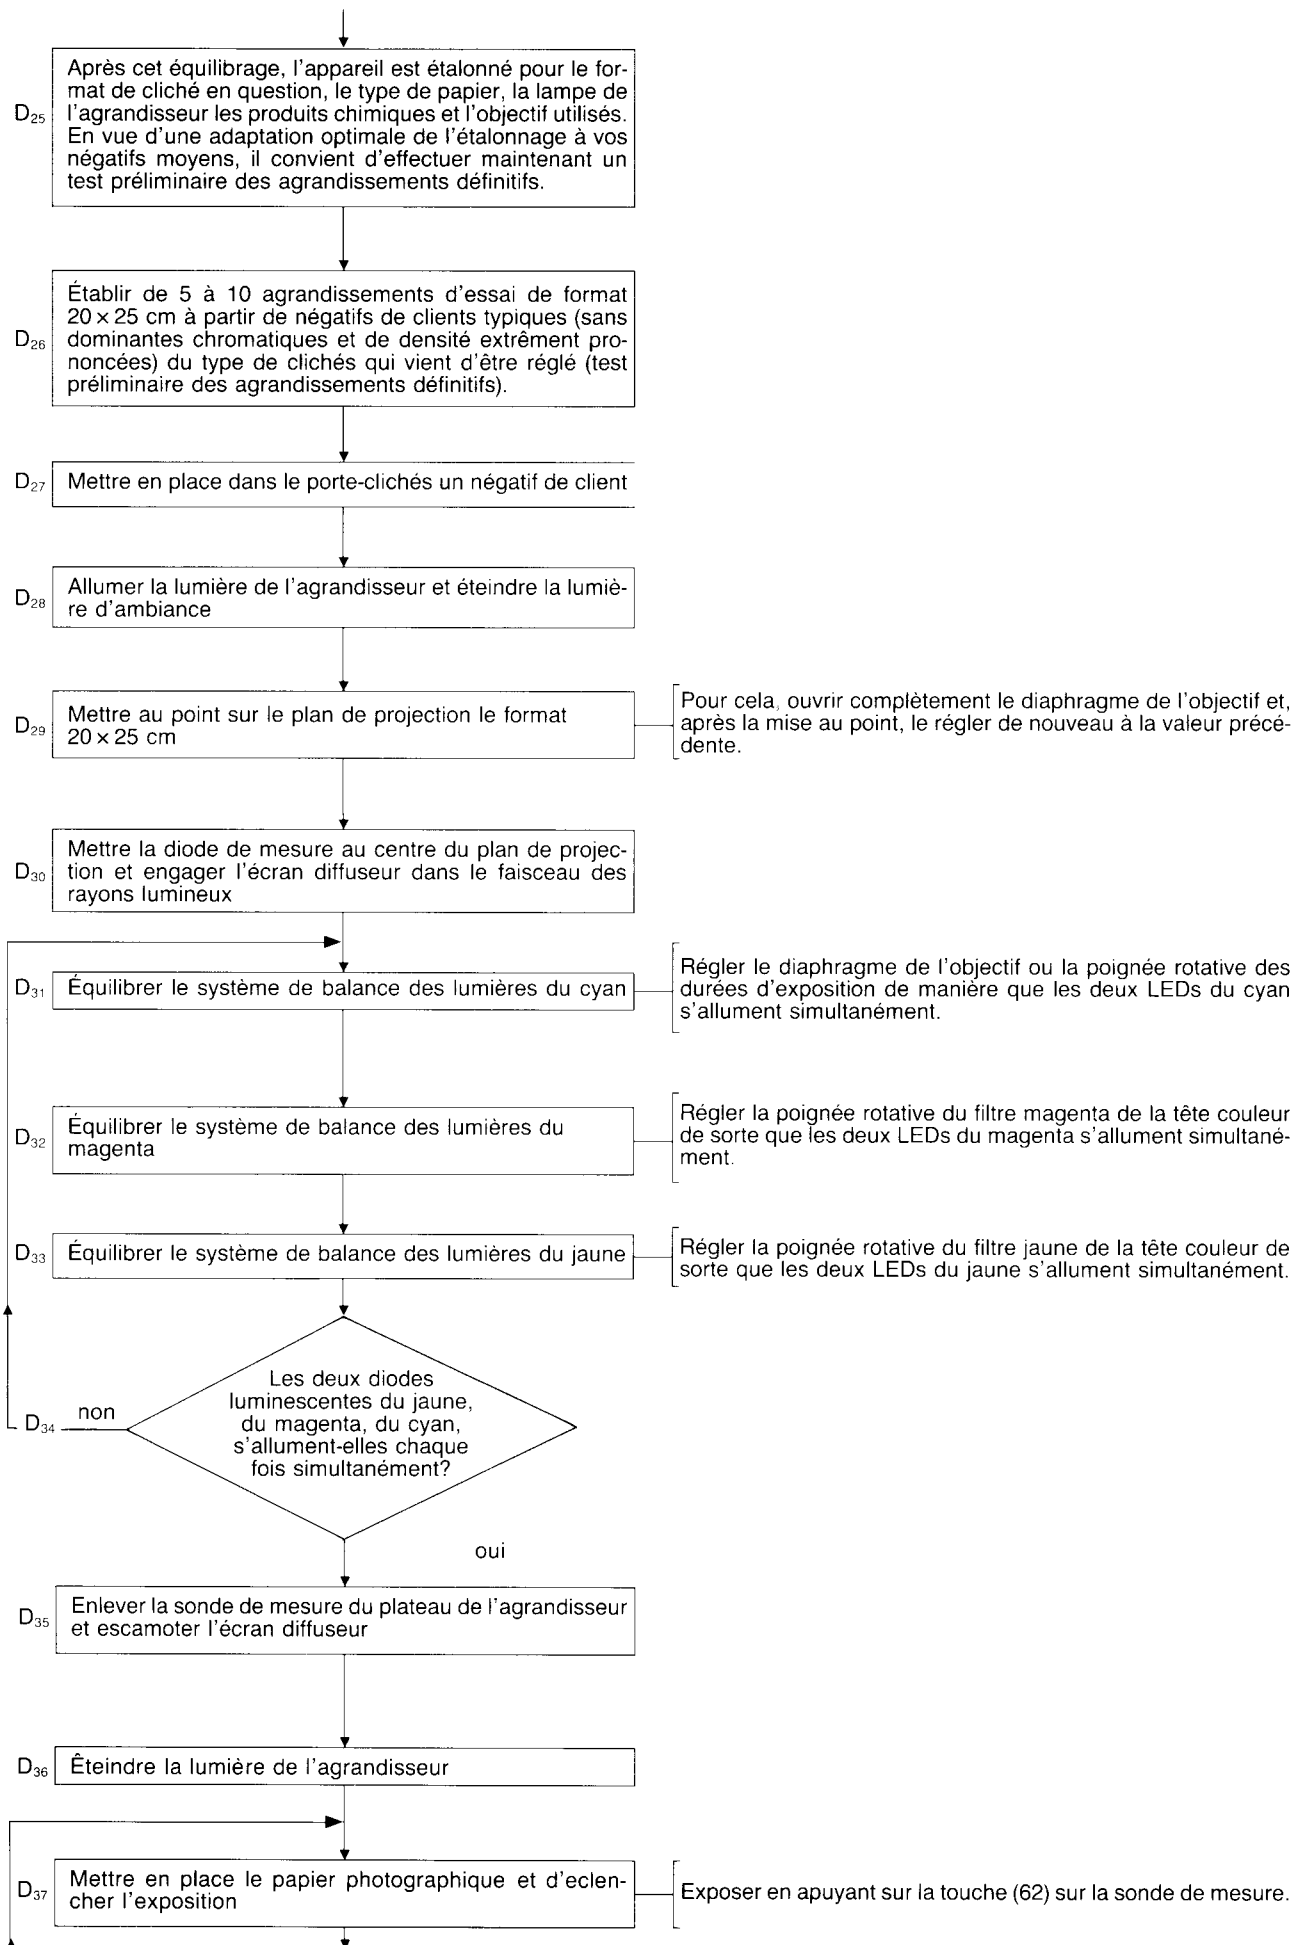 D25
Après cet équilibrage, l'appareil est étalonné pour le for-
mat de cliché en question, le type de papier, la lampe de
l'agrandisseur les produits chimiques et l'objectif utilisés.
En vue d'une adaptation optimale de l'étalonnage à vos
négatifs moyens, il convient d'effectuer maintenant un
test préliminaire des agrandissements définitifs.
D26
Établir de 5 à 10 agrandissements d'essai de format
20 × 25 cm à partir de négatifs de clients typiques (sans
dominantes chromatiques et de densité extrêment pro-
noncées) du type de clichés qui vient d'être réglé (test
préliminaire des agrandissements définitifs).
D27
Mettre en place dans le porte-clichés un négatif de client
D28
Allumer la lumière de l'agrandisseur et éteindre la lumiè-
re d'ambiance
D29
Mettre au point sur le plan de projection le format
20 × 25 cm
Pour cela, ouvrir complètement le diaphragme de l'objectif et,
après la mise au point, le régler de nouveau à la valeur précé-
dente.
D30
Mettre la diode de mesure au centre du plan de projec-
tion et engager l'écran diffuseur dans le faisceau des
rayons lumineux
D31
Équilibrer le système de balance des lumières du cyan
Régler le diaphragme de l'objectif ou la poignée rotative des
durées d'exposition de manière que les deux LEDs du cyan
s'allument simultanément.
D32
Équilibrer le système de balance des lumières du
magenta
Régler la poignée rotative du filtre magenta de la tête couleur
de sorte que les deux LEDs du magenta s'allument simultané-
ment.
D33
Équilibrer le système de balance des lumières du jaune
Régler la poignée rotative du filtre jaune de la tête couleur de
sorte que les deux LEDs du jaune s'allument simultanément.
D34
non
Les deux diodes
luminescentes du jaune,
du magenta, du cyan,
s'allument-elles chaque
fois simultanément?
oui
D35
Enlever la sonde de mesure du plateau de l'agrandisseur
et escamoter l'écran diffuseur
D36
Êteindre la lumière de l'agrandisseur
D37
Mettre en place le papier photographique et d'eclen-
cher l'exposition
Exposer en apuyant sur la touche (62) sur la sonde de mesure.